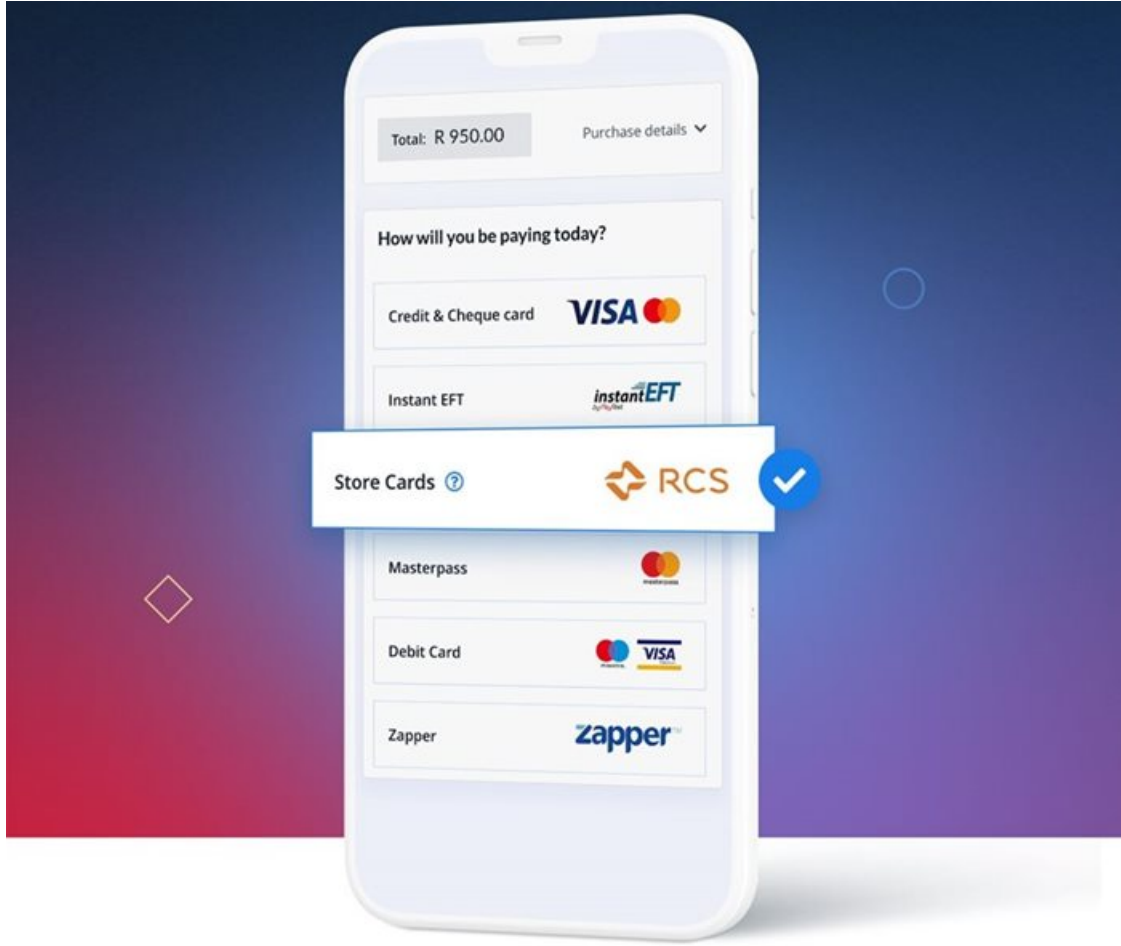 Total: R 950.00 Purchase details
How will you be paying today?
Credit & Cheque card VISA
Instant EFT instantEFT
Store Cards ? RCS
Masterpass masterpass
Debit Card VISA
Zapper zapper